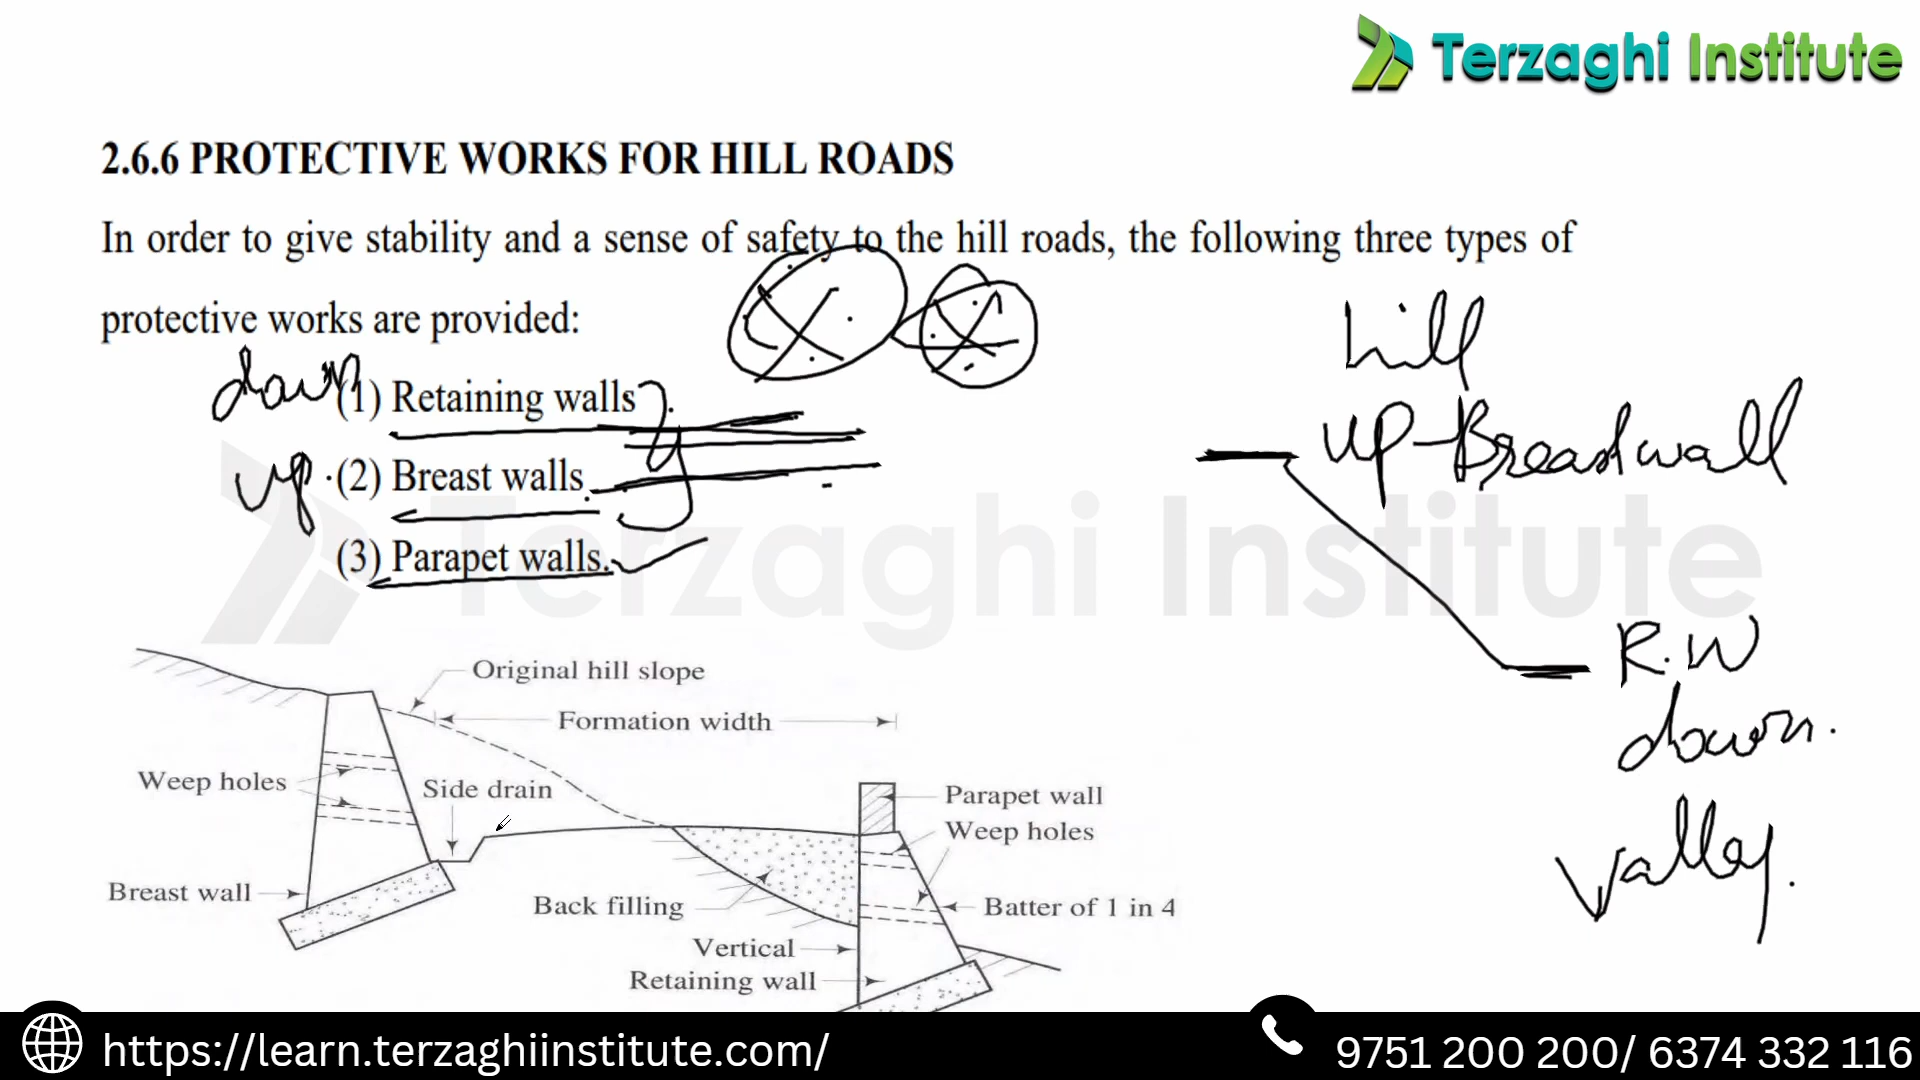 Terzaghi Institute
2.6.6 PROTECTIVE WORKS FOR HILL ROADS
In order to give stability and a sense of safety to the hill roads, the following three types of
protective works are provided:
hill
down (1) Retaining walls.
up - Breast wall
up (2) Breast walls.
Terzaghi Institute
(3) Parapet walls.
R.W
down.
valley.
Original hill slope
Formation width
Weep holes
Side drain
Parapet wall
Weep holes
Breast wall
Back filling
Batter of 1 in 4
Vertical
Retaining wall
https://learn.terzaghiinstitute.com/
9751 200 200/ 6374 332 116